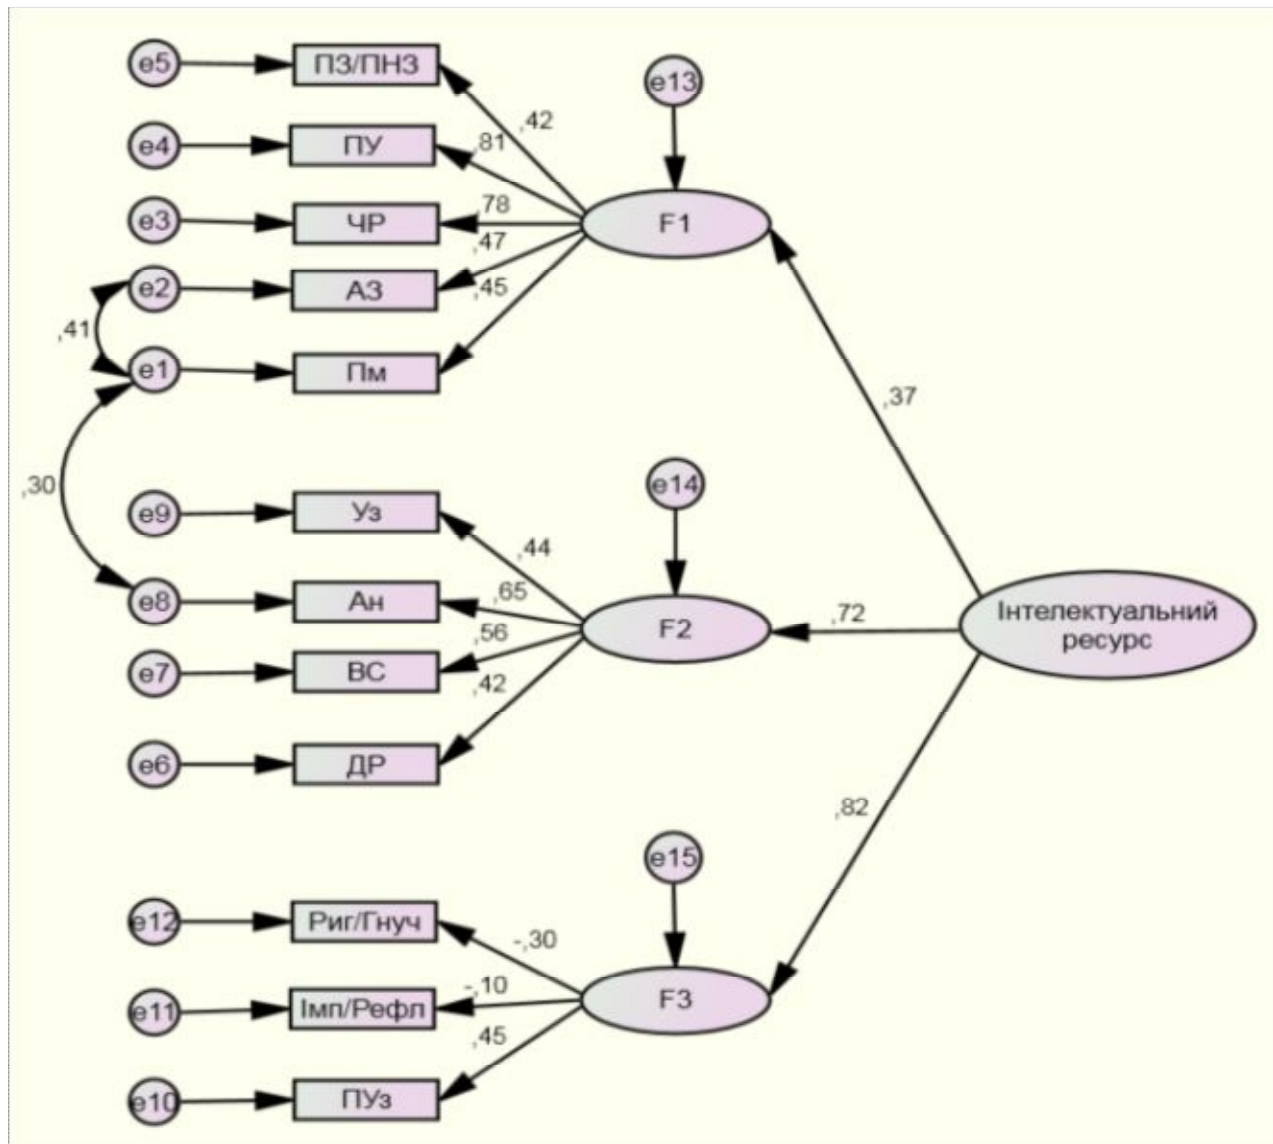 e5
ПЗ/ПНЗ
e13
,42
e4
ПУ
,81
e3
ЧР
,78
F1
,47
e2
АЗ
,45
,41
e1
Пм
,37
,30
e14
e9
Уз
,44
e8
Ан
,65
F2
,72
Інтелектуальний
ресурс
,56
e7
ВС
,42
e6
ДР
,82
e15
e12
Риг/Гнуч
-,30
e11
Імп/Рефл
-,10
F3
,45
e10
ПУз